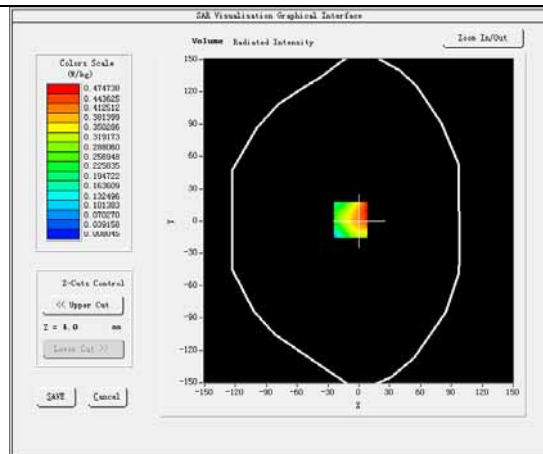 SAR Visualisation Graphical Interface
Volume Radiated Intensity
Zoom In/Out
Colors Scale
(W/kg)
0.474730
0.443625
0.412512
0.381399
0.350286
0.319173
0.288060
0.256948
0.225835
0.194722
0.163609
0.132496
0.101383
0.070270
0.039158
0.008045
Z-Cuts Control
<< Upper Cut
Z = 4.0 mm
Lower Cut >>
SAVE
Cancel
150
120
90
60
30
0
-30
-60
-90
-120
-150
Y
-150 -120 -90 -60 -30 0 30 60 90 120 150